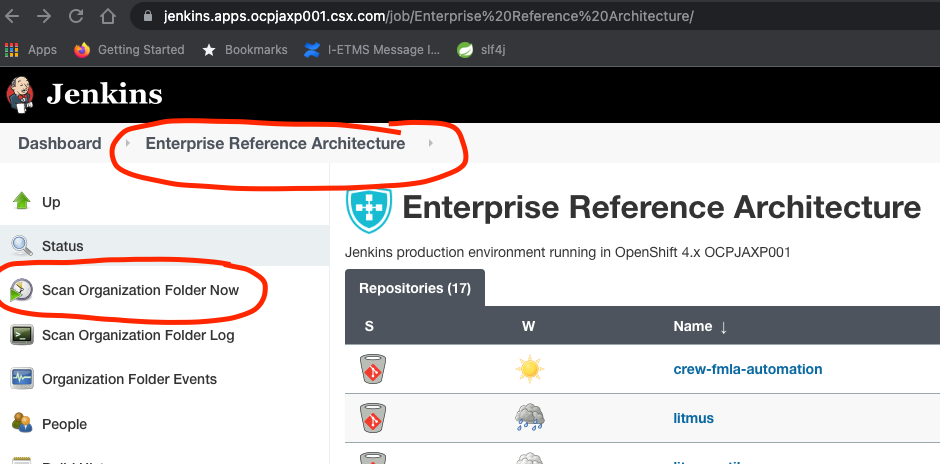 jenkins.apps.ocpjaxp001.csx.com/job/Enterprise%20Reference%20Architecture/
Apps Getting Started Bookmarks I-ETMS Message I... slf4j
Jenkins
Dashboard Enterprise Reference Architecture
Up
Status
Scan Organization Folder Now
Scan Organization Folder Log
Organization Folder Events
People
Enterprise Reference Architecture
Jenkins production environment running in OpenShift 4.x OCPJAXP001
Repositories (17)
S W Name ↓
crew-fmla-automation
litmus